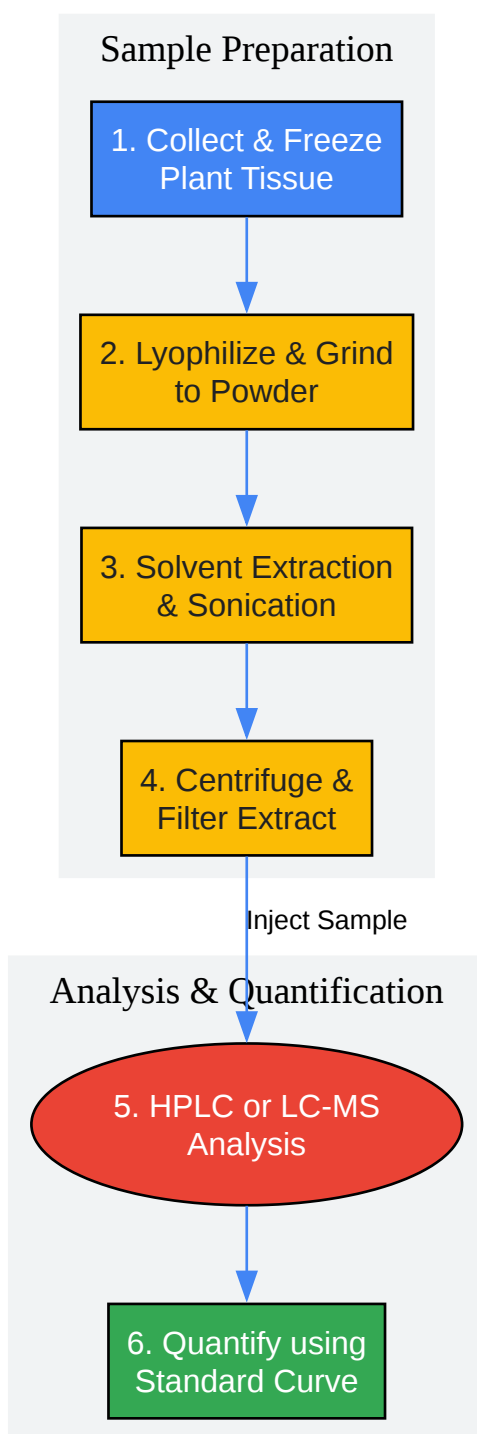 Sample Preparation
1. Collect & Freeze
Plant Tissue
2. Lyophilize & Grind
to Powder
3. Solvent Extraction
& Sonication
4. Centrifuge &
Filter Extract
Inject Sample
Analysis & Quantification
5. HPLC or LC-MS
Analysis
6. Quantify using
Standard Curve